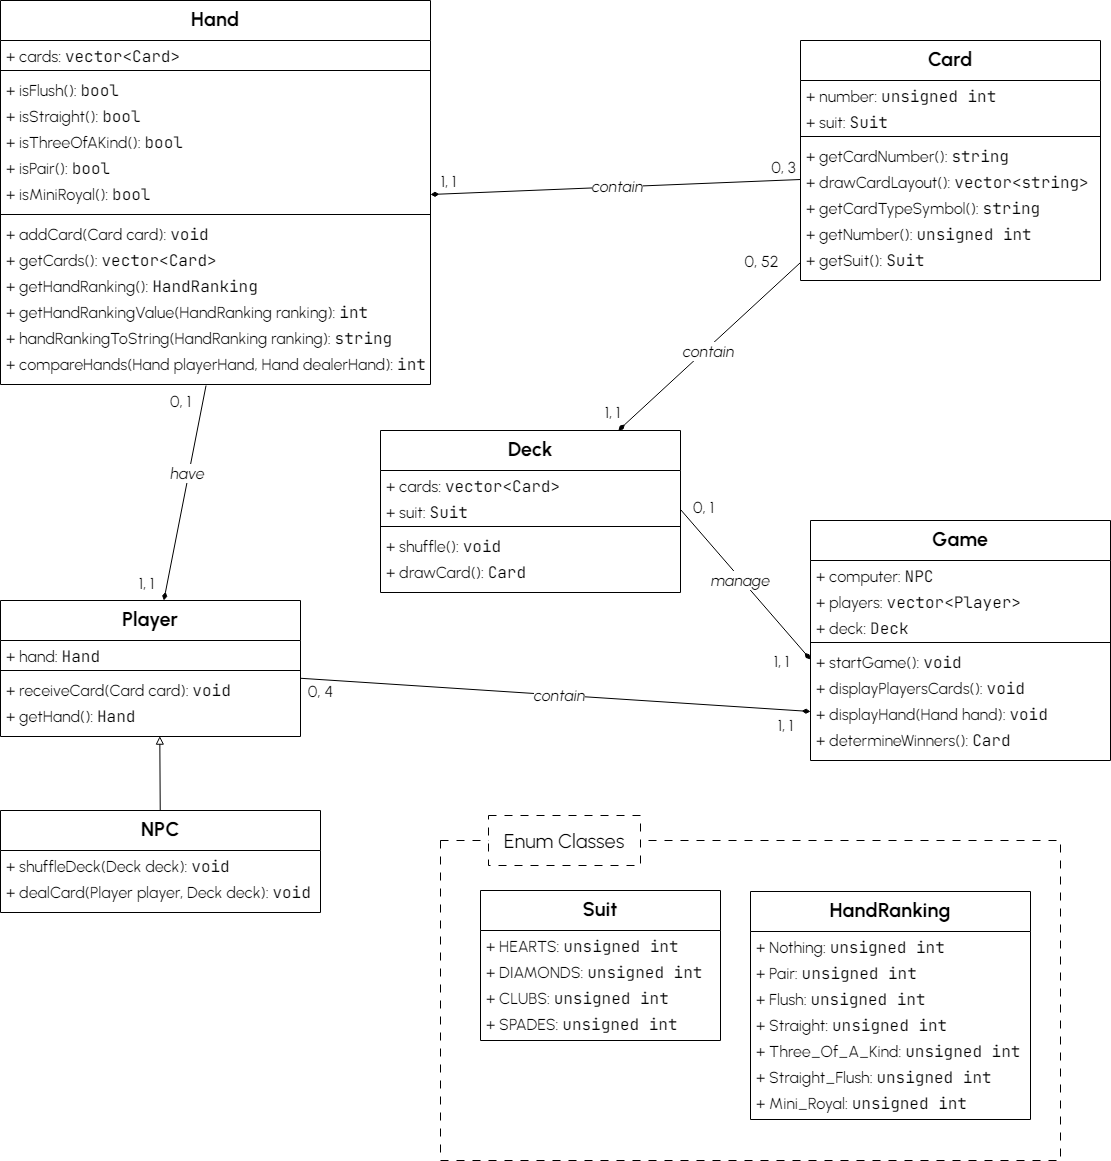 Hand
+ cards: vector<Card>
+ isFlush(): bool
+ isStraight(): bool
+ isThreeOfAKind(): bool
+ isPair(): bool
+ isMiniRoyal(): bool
+ addCard(Card card): void
+ getCards(): vector<Card>
+ getHandRanking(): HandRanking
+ getHandRankingValue(HandRanking ranking): int
+ handRankingToString(HandRanking ranking): string
+ compareHands(Hand playerHand, Hand dealerHand): int
1, 1
contain
0, 3
Card
+ number: unsigned int
+ suit: Suit
+ getCardNumber(): string
+ drawCardLayout(): vector<string>
+ getCardTypeSymbol(): string
+ getNumber(): unsigned int
+ getSuit(): Suit
0, 52
contain
1, 1
0, 1
have
1, 1
Deck
+ cards: vector<Card>
+ suit: Suit
+ shuffle(): void
+ drawCard(): Card
0, 1
manage
1, 1
Game
+ computer: NPC
+ players: vector<Player>
+ deck: Deck
+ startGame(): void
+ displayPlayersCards(): void
+ displayHand(Hand hand): void
+ determineWinners(): Card
Player
+ hand: Hand
+ receiveCard(Card card): void
+ getHand(): Hand
0, 4
contain
1, 1
NPC
+ shuffleDeck(Deck deck): void
+ dealCard(Player player, Deck deck): void
Enum Classes
Suit
+ HEARTS: unsigned int
+ DIAMONDS: unsigned int
+ CLUBS: unsigned int
+ SPADES: unsigned int
HandRanking
+ Nothing: unsigned int
+ Pair: unsigned int
+ Flush: unsigned int
+ Straight: unsigned int
+ Three_Of_A_Kind: unsigned int
+ Straight_Flush: unsigned int
+ Mini_Royal: unsigned int